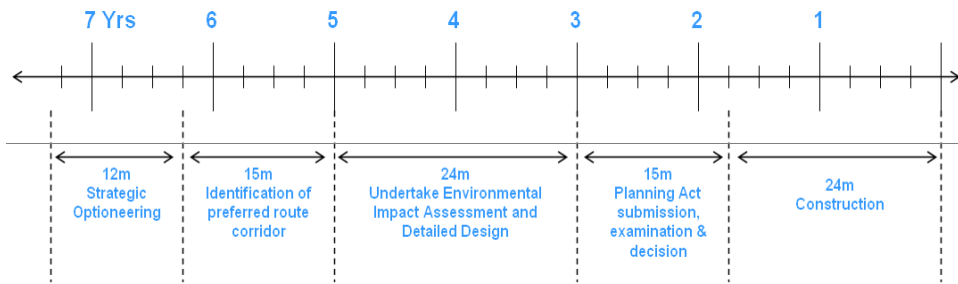 7 Yrs 6 5 4 3 2 1
12m
Strategic
Optioneering
15m
Identification of
preferred route
corridor
24m
Undertake Environmental
Impact Assessment and
Detailed Design
15m
Planning Act
submission,
examination &
decision
24m
Construction